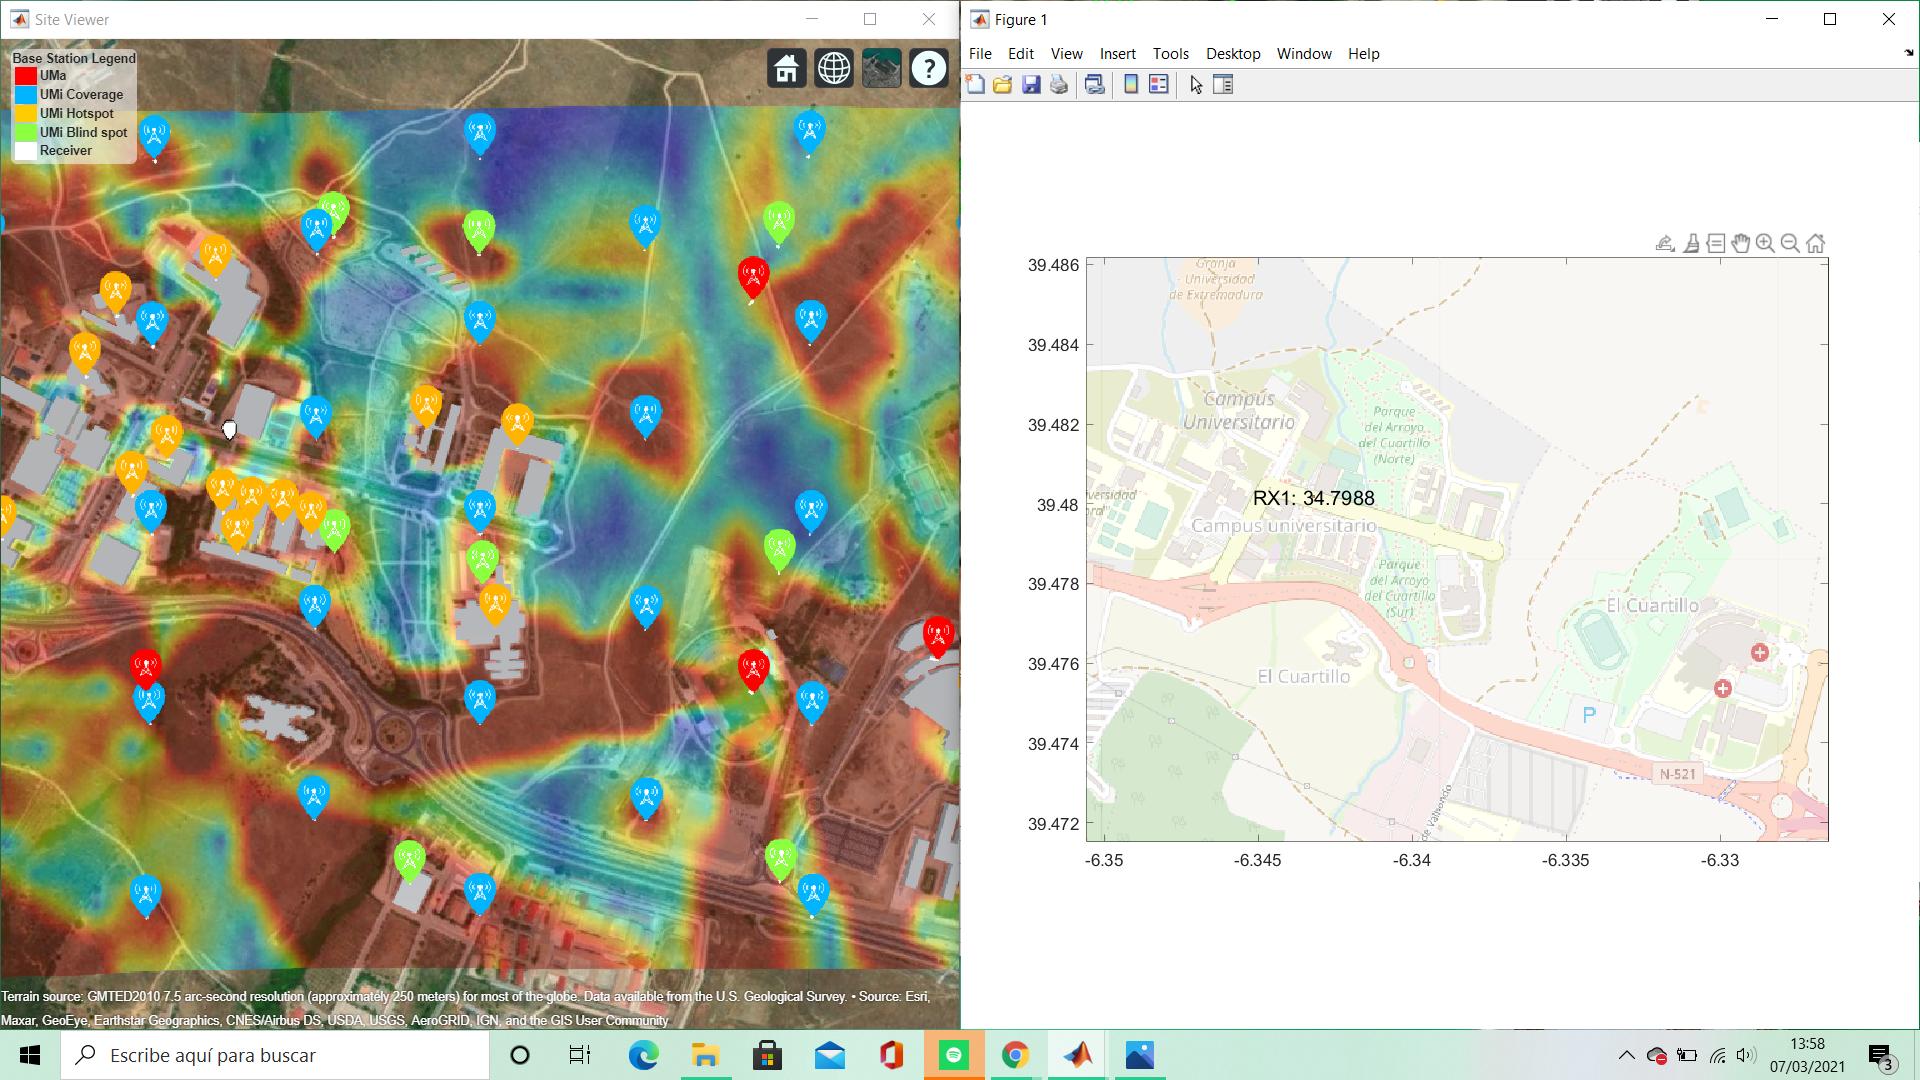 Site Viewer
Base Station Legend
UMa
UMi Coverage
UMi Hotspot
UMi Blind spot
Receiver
?
Terrain source: GMTED2010 7.5 arc-second resolution (approximately 250 meters) for most of the globe. Data available from the U.S. Geological Survey. • Source: Esri,
Maxar, GeoEye, Earthstar Geographics, CNES/Airbus DS, USDA, USGS, AeroGRID, IGN, and the GIS User Community
Figure 1
File Edit View Insert Tools Desktop Window Help
39.486
39.484
39.482
39.48
39.478
39.476
39.474
39.472
-6.35 -6.345 -6.34 -6.335 -6.33
Granja
Universidad
de Extremadura
Campus
Universitario
Parque
del Arroyo
del Cuartillo
(Norte)
RX1: 34.7988
Campus universitario
Parque
del Arroyo
del Cuartillo
(Sur)
El Cuartillo
El Cuartillo
P
N-521
Escribe aquí para buscar
13:58
07/03/2021
3